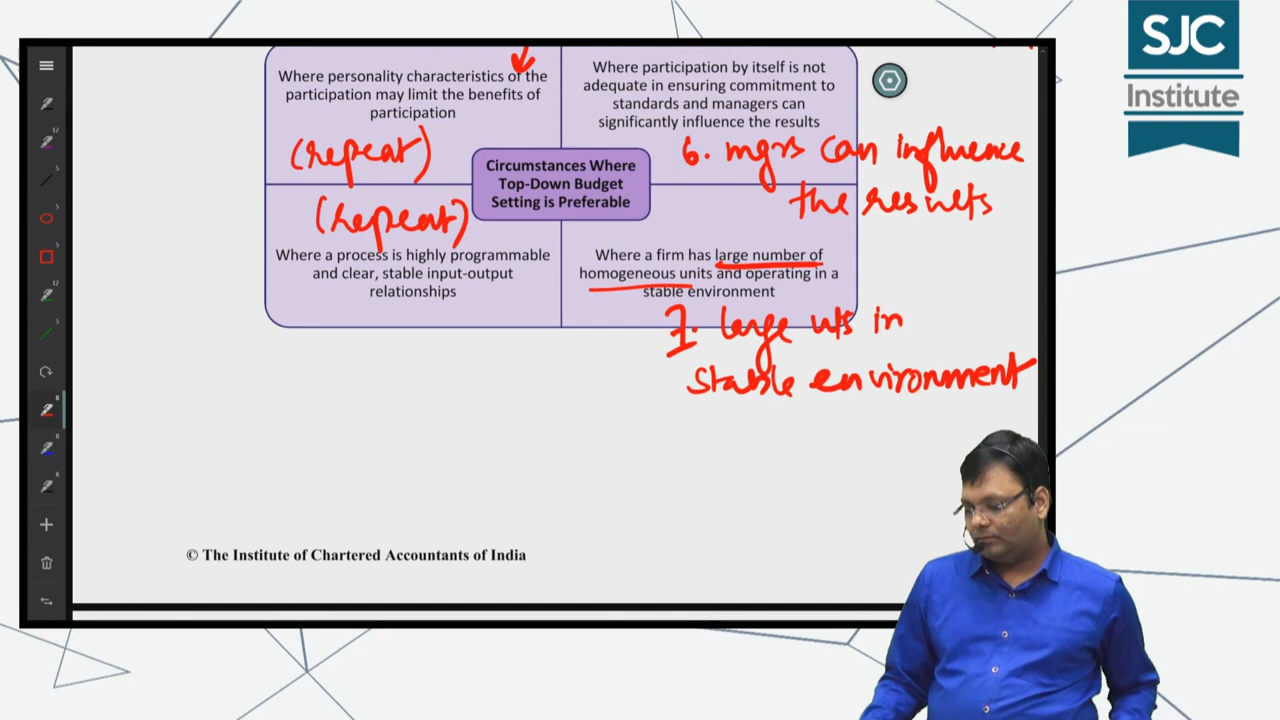 SJC
Institute
Where personality characteristics of the
participation may limit the benefits of
participation
(repeat)
Where participation by itself is not
adequate in ensuring commitment to
standards and managers can
significantly influence the results
6. mgrs can influence
the results
Circumstances Where
Top-Down Budget
Setting is Preferable
(repeat)
Where a process is highly programmable
and clear, stable input-output
relationships
Where a firm has large number of
homogeneous units and operating in a
stable environment
7. large uts in
stable environment
© The Institute of Chartered Accountants of India